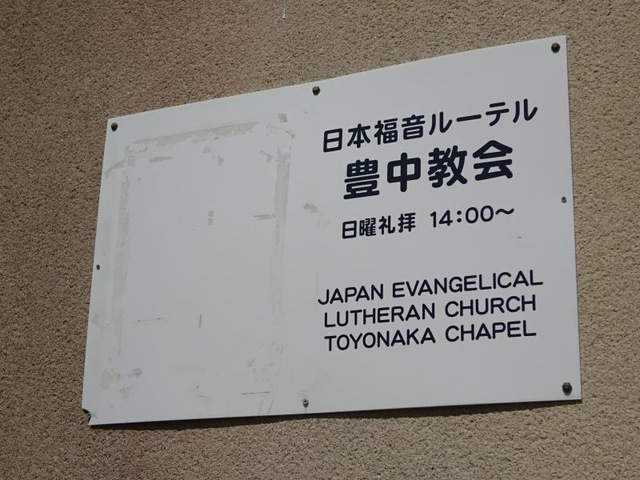 日本福音ルーテル
豊中教会
日曜礼拝 14:00～
JAPAN EVANGELICAL
LUTHERAN CHURCH
TOYONAKA CHAPEL